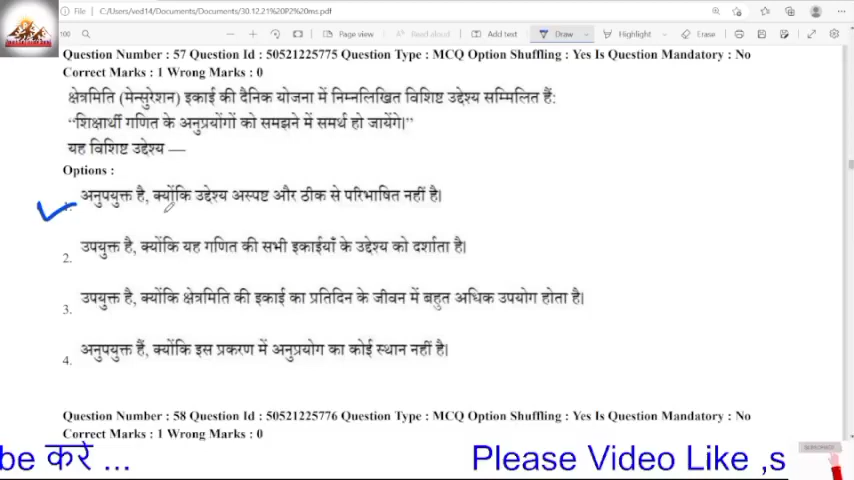 File | C:/Users/ved14/Documents/Documents/30.12.21%20P2%20ms.pdf
100
Page view
Read aloud
Add text
Draw
Highlight
Erase
Question Number : 57 Question Id : 50521225775 Question Type : MCQ Option Shuffling : Yes Is Question Mandatory : No
Correct Marks : 1 Wrong Marks : 0
क्षेत्रमिति (मेन्सुरेशन) इकाई की दैनिक योजना में निम्नलिखित विशिष्ट उद्देश्य सम्मिलित हैं:
“शिक्षार्थी गणित के अनुप्रयोगों को समझने में समर्थ हो जायेंगे।”
यह विशिष्ट उद्देश्य —
Options :
1. अनुपयुक्त है, क्योंकि उद्देश्य अस्पष्ट और ठीक से परिभाषित नहीं है।
2. उपयुक्त है, क्योंकि यह गणित की सभी इकाईयाँ के उद्देश्य को दर्शाता है।
3. उपयुक्त है, क्योंकि क्षेत्रमिति की इकाई का प्रतिदिन के जीवन में बहुत अधिक उपयोग होता है।
4. अनुपयुक्त हैं, क्योंकि इस प्रकरण में अनुप्रयोग का कोई स्थान नहीं है।
Question Number : 58 Question Id : 50521225776 Question Type : MCQ Option Shuffling : Yes Is Question Mandatory : No
Correct Marks : 1 Wrong Marks : 0
be करे ... Please Video Like ,s
SUBSCRIBE